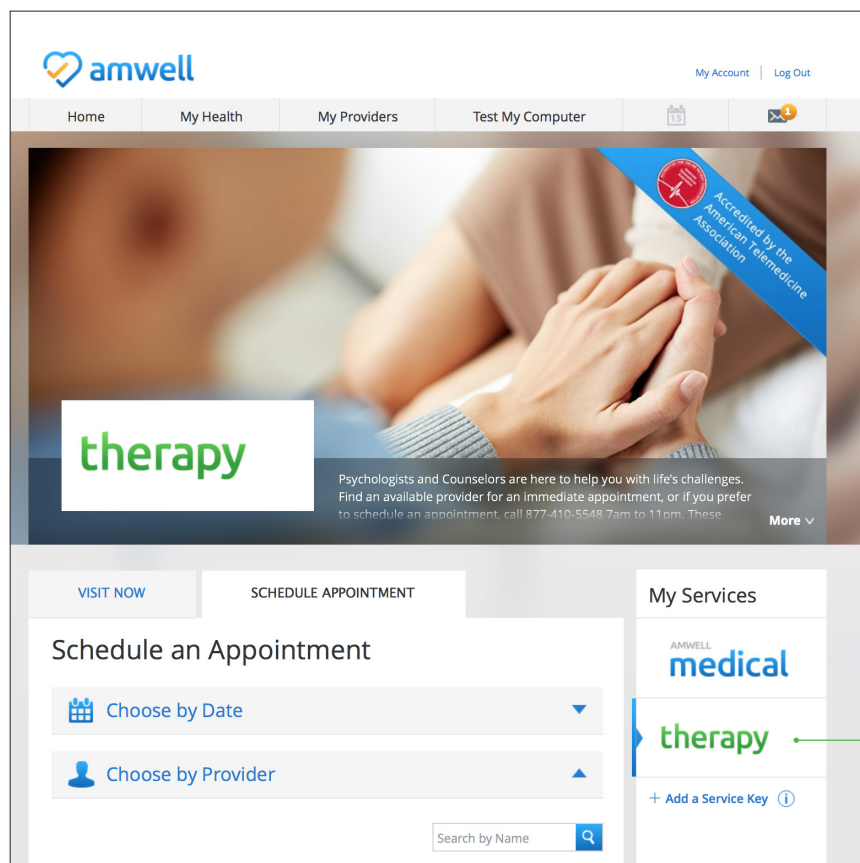 amwell
My Account
Log Out
Home
My Health
My Providers
Test My Computer
15
1
Accredited by the
American Telemedicine
Association
therapy
Psychologists and Counselors are here to help you with life's challenges.
Find an available provider for an immediate appointment, or if you prefer
to schedule an appointment, call 877-410-5548 7am to 11pm. These
More
VISIT NOW
SCHEDULE APPOINTMENT
Schedule an Appointment
Choose by Date
Choose by Provider
Search by Name
My Services
AMWELL
medical
therapy
+ Add a Service Key i